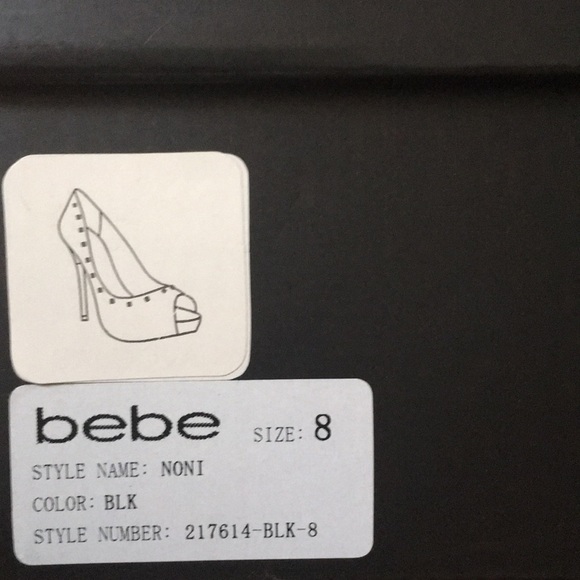 bebe SIZE: 8
STYLE NAME: NONI
COLOR: BLK
STYLE NUMBER: 217614-BLK-8